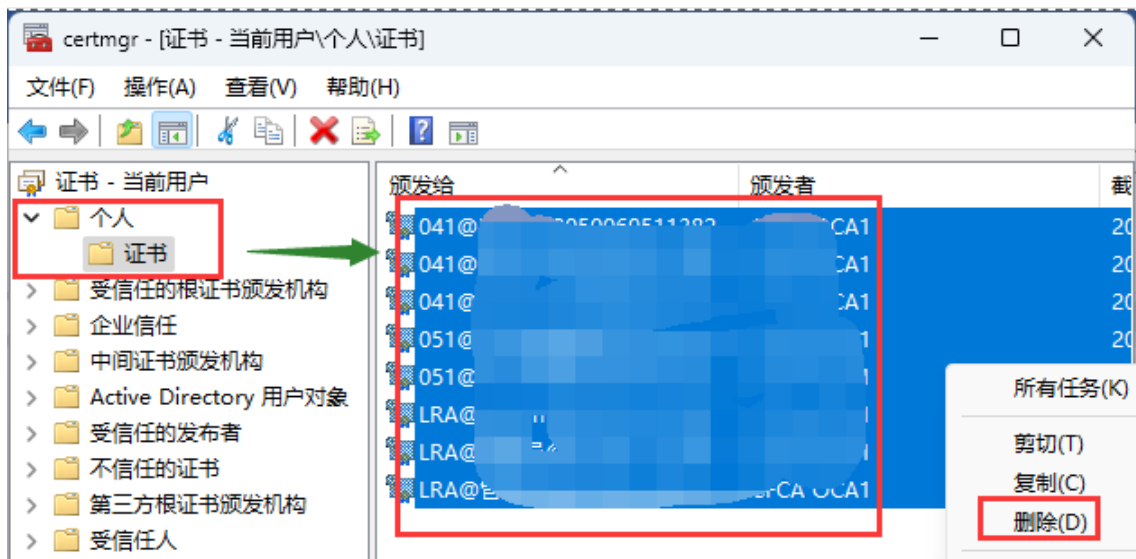 certmgr - [证书 - 当前用户\个人\证书]
文件(F) 操作(A) 查看(V) 帮助(H)
证书 - 当前用户
个人
证书
受信任的根证书颁发机构
企业信任
中间证书颁发机构
Active Directory 用户对象
受信任的发布者
不信任的证书
第三方根证书颁发机构
受信任人
颁发给 颁发者 截
041@ CA1 20
041@ CA1 20
041@ CA1 20
051@ 1 20
051@
LRA@
LRA@
LRA@ OCA1
所有任务(K)
剪切(T)
复制(C)
删除(D)